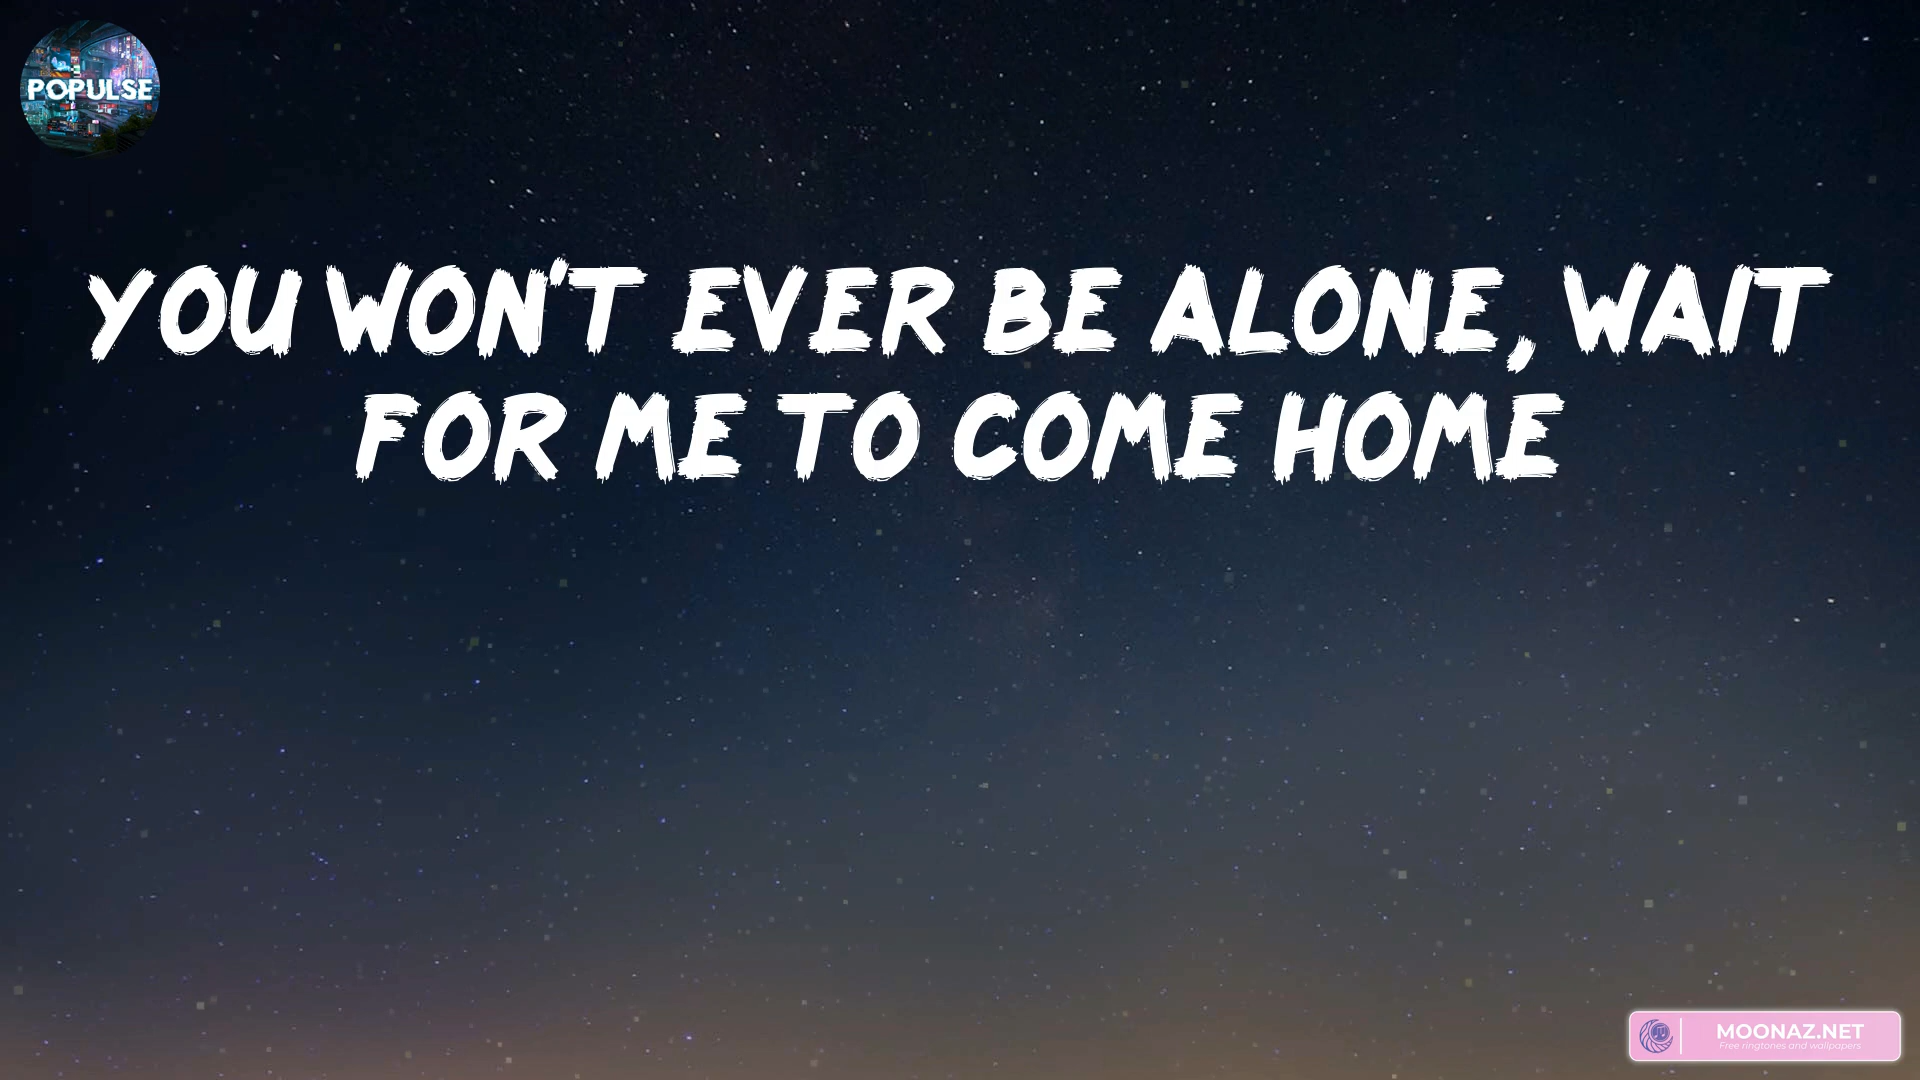 POPULSE
YOU WON'T EVER BE ALONE, WAIT
FOR ME TO COME HOME
MOONAZ.NET
Free ringtones and wallpapers